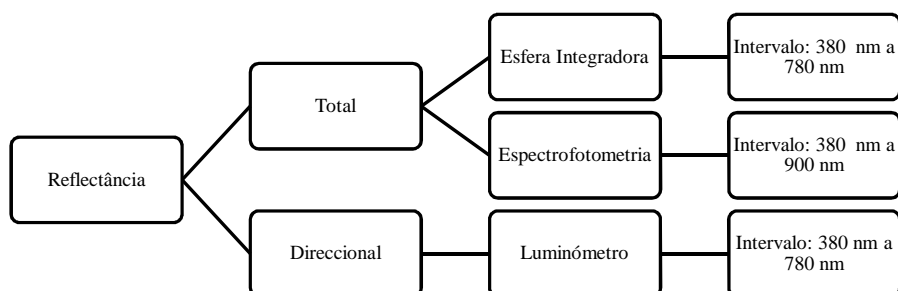 Reflectância
Total
Esfera Integradora
Intervalo: 380 nm a
780 nm
Espectrofotometria
Intervalo: 380 nm a
900 nm
Direccional
Luminómetro
Intervalo: 380 nm a
780 nm